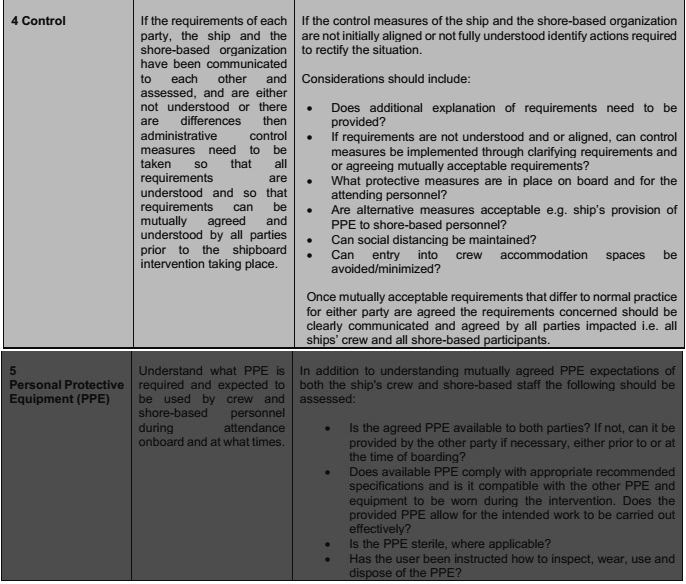 4 Control
If the requirements of each
party, the ship and the
shore-based organization
have been communicated
to each other and
assessed, and are either
not understood or there
are differences then
administrative control
measures need to be
taken so that all
requirements are
understood and so that
requirements can be
mutually agreed and
understood by all parties
prior to the shipboard
intervention taking place.
If the control measures of the ship and the shore-based organization
are not initially aligned or not fully understood identify actions required
to rectify the situation.
Considerations should include:
• Does additional explanation of requirements need to be
provided?
• If requirements are not understood and or aligned, can control
measures be implemented through clarifying requirements and
or agreeing mutually acceptable requirements?
• What protective measures are in place on board and for the
attending personnel?
• Are alternative measures acceptable e.g. ship's provision of
PPE to shore-based personnel?
• Can social distancing be maintained?
• Can entry into crew accommodation spaces be
avoided/minimized?
Once mutually acceptable requirements that differ to normal practice
for either party are agreed the requirements concerned should be
clearly communicated and agreed by all parties impacted i.e. all
ships' crew and all shore-based participants.
5
Personal Protective
Equipment (PPE)
Understand what PPE is
required and expected to
be used by crew and
shore-based personnel
during attendance
onboard and at what times.
In addition to understanding mutually agreed PPE expectations of
both the ship's crew and shore-based staff the following should be
assessed:
• Is the agreed PPE available to both parties? If not, can it be
provided by the other party if necessary, either prior to or at
the time of boarding?
• Does available PPE comply with appropriate recommended
specifications and is it compatible with the other PPE and
equipment to be worn during the intervention. Does the
provided PPE allow for the intended work to be carried out
effectively?
• Is the PPE sterile, where applicable?
• Has the user been instructed how to inspect, wear, use and
dispose of the PPE?